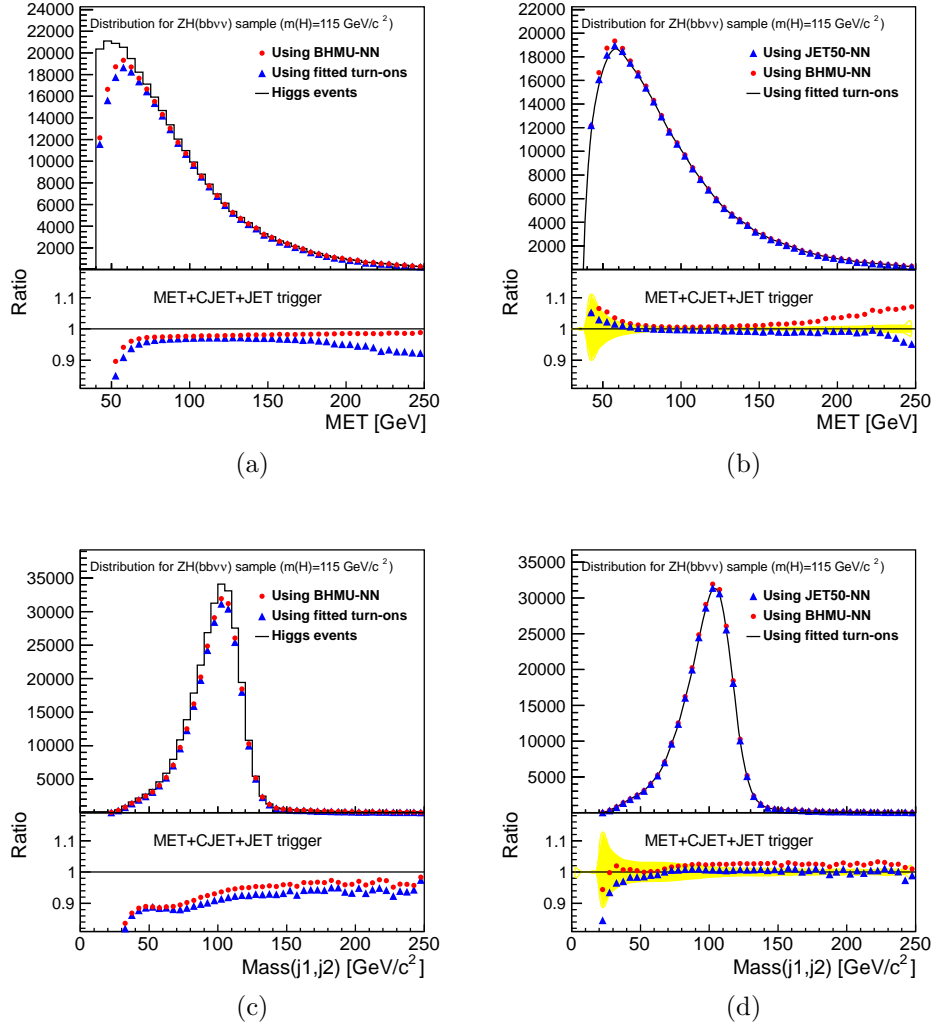 Distribution for ZH(bbνν) sample (m(H)=115 GeV/c 2)
Using BHMU-NN
Using fitted turn-ons
Higgs events
24000
22000
20000
18000
16000
14000
12000
10000
8000
6000
4000
2000
MET+CJET+JET trigger
Ratio
1.1
1
0.9
50 100 150 200 250
MET [GeV]
(a)
Distribution for ZH(bbνν) sample (m(H)=115 GeV/c 2)
Using JET50-NN
Using BHMU-NN
Using fitted turn-ons
22000
20000
18000
16000
14000
12000
10000
8000
6000
4000
2000
MET+CJET+JET trigger
Ratio
1.1
1
0.9
50 100 150 200 250
MET [GeV]
(b)
Distribution for ZH(bbνν) sample (m(H)=115 GeV/c 2)
Using BHMU-NN
Using fitted turn-ons
Higgs events
35000
30000
25000
20000
15000
10000
5000
MET+CJET+JET trigger
Ratio
1.1
1
0.9
0 50 100 150 200 250
Mass(j1,j2) [GeV/c2]
(c)
Distribution for ZH(bbνν) sample (m(H)=115 GeV/c 2)
Using JET50-NN
Using BHMU-NN
Using fitted turn-ons
35000
30000
25000
20000
15000
10000
5000
MET+CJET+JET trigger
Ratio
1.1
1
0.9
0 50 100 150 200 250
Mass(j1,j2) [GeV/c2]
(d)